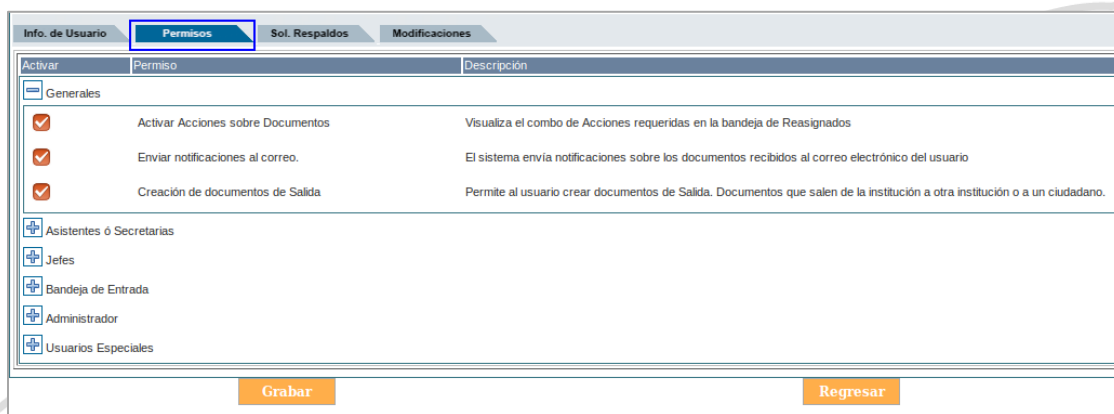 Info. de Usuario Permisos Sol. Respaldos Modificaciones
Activar Permiso Descripción
Generales
Activar Acciones sobre Documentos Visualiza el combo de Acciones requeridas en la bandeja de Reasignados
Enviar notificaciones al correo. El sistema envía notificaciones sobre los documentos recibidos al correo electrónico del usuario
Creación de documentos de Salida Permite al usuario crear documentos de Salida. Documentos que salen de la institución a otra institución o a un ciudadano.
Asistentes ó Secretarias
Jefes
Bandeja de Entrada
Administrador
Usuarios Especiales
Grabar Regresar